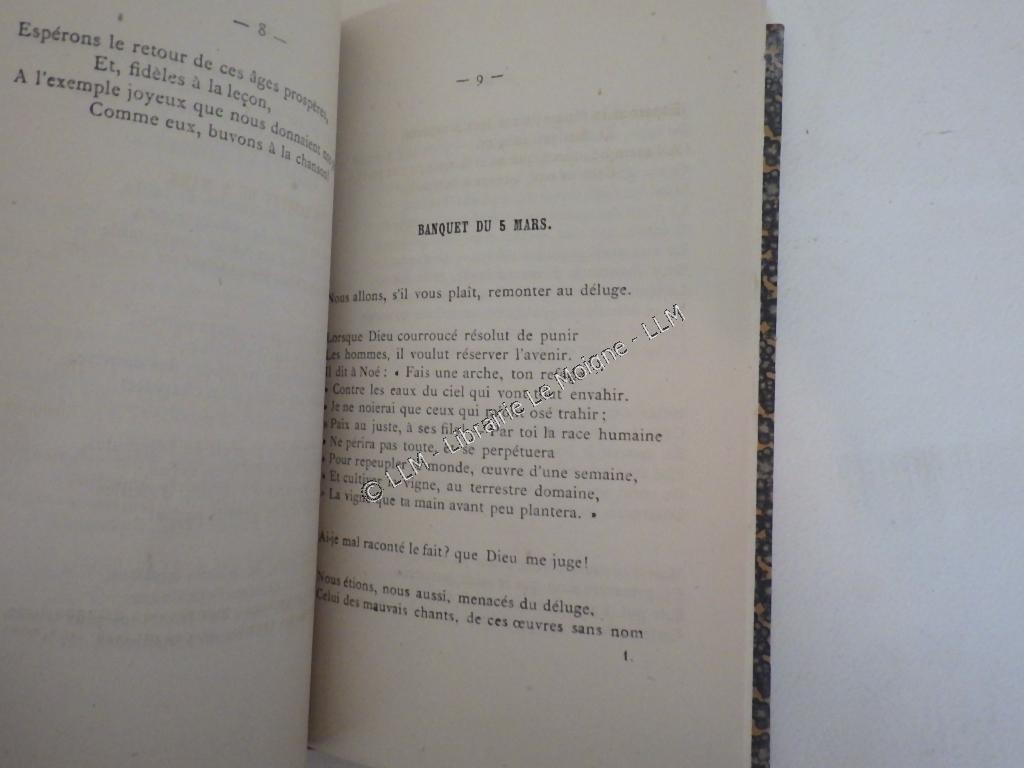 — 8 —
Espérons le retour de ces âges prospères,
Et, fidèles à la leçon,
A l'exemple joyeux que nous donnaient
Comme eux, buvons à la chanson!
— 9 —
BANQUET DU 5 MARS.
Nous allons, s'il vous plaît, remonter au déluge.
Lorsque Dieu courroucé résolut de punir
Les hommes, il voulut réserver l'avenir.
Il dit à Noé : « Fais une arche, ton
» Contre les eaux du ciel qui vont tout envahir.
» Je ne noierai que ceux qui osé trahir ;
» Paix au juste, à ses Par toi la race humaine
» Ne périra pas toute, et se perpétuera
» Pour repeupler monde, œuvre d'une semaine,
» Et cultiver vigne, au terrestre domaine,
» La vigne que ta main avant peu plantera. »
Ai-je mal raconté le fait? que Dieu me juge!
Nous étions, nous aussi, menacés du déluge,
Celui des mauvais chants, de ces œuvres sans nom
1.
© LLM - Librairie Le Moigne - LLM